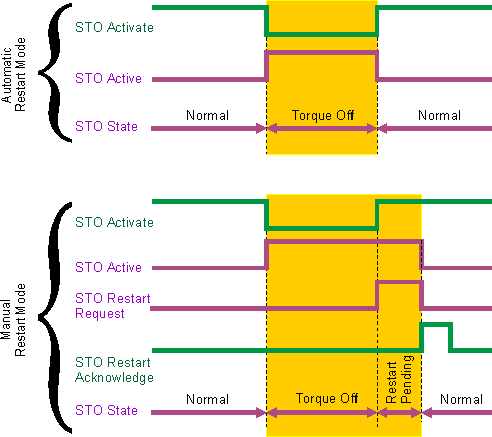 Automatic
Restart Mode
STO Activate
STO Active
STO State
Normal
Torque Off
Normal
Manual
Restart Mode
STO Activate
STO Active
STO Restart
Request
STO Restart
Acknowledge
STO State
Normal
Torque Off
Restart
Pending
Normal